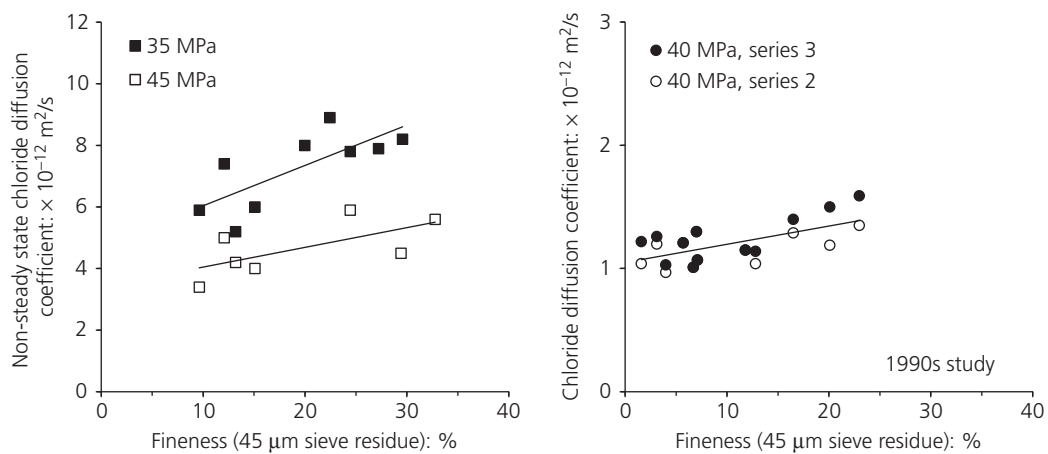 Non-steady state chloride diffusion
coefficient: × 10⁻¹² m²/s
12
10
8
6
4
2
0
35 MPa
45 MPa
0
10
20
30
40
Fineness (45 μm sieve residue): %
Chloride diffusion coefficient: × 10⁻¹² m²/s
3
2
1
0
40 MPa, series 3
40 MPa, series 2
1990s study
0
10
20
30
40
Fineness (45 μm sieve residue): %